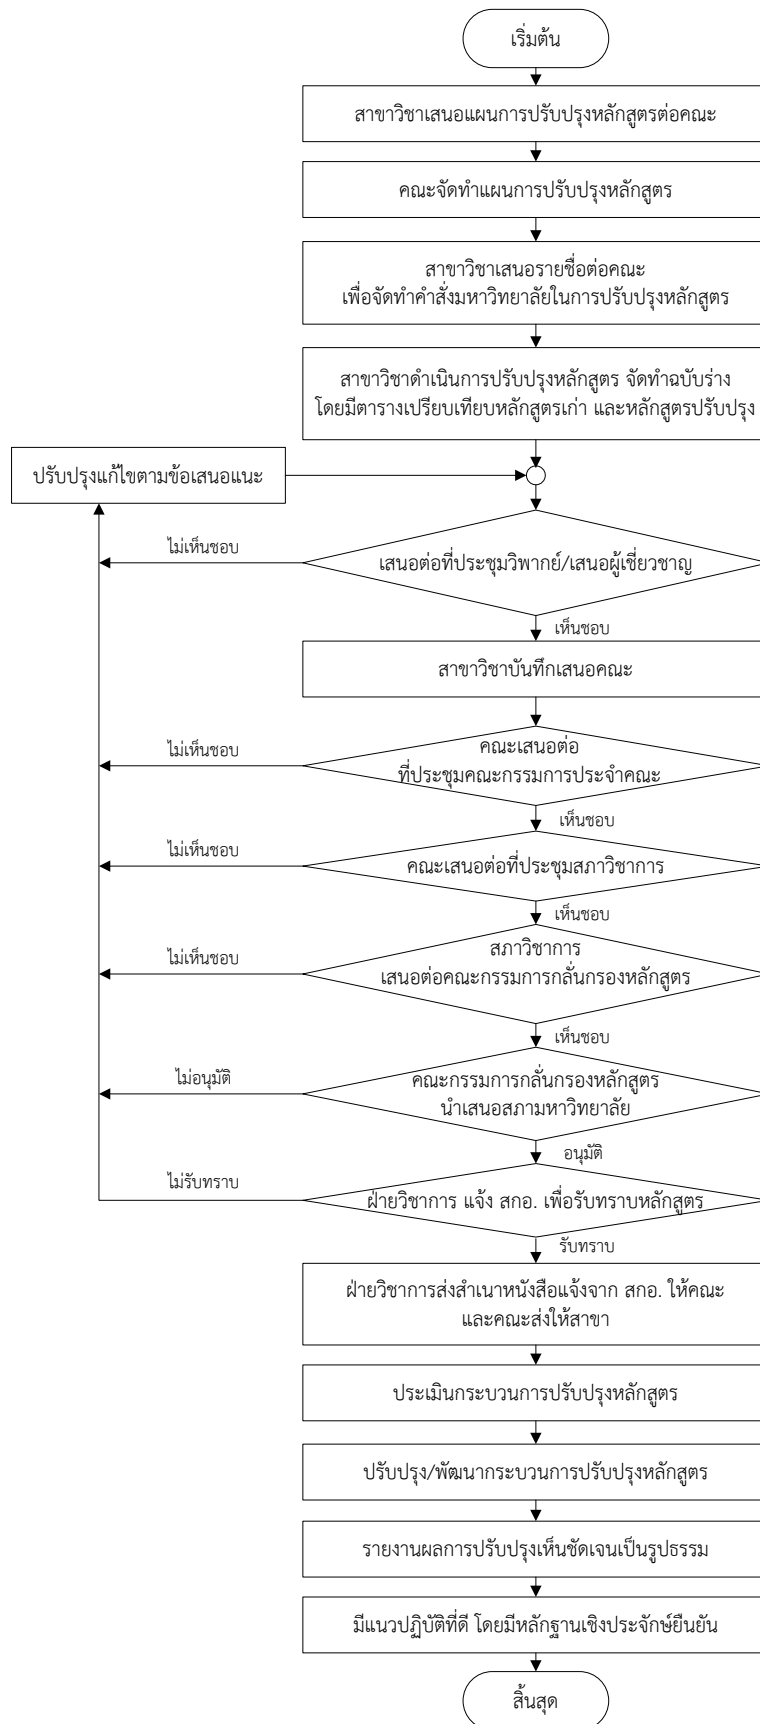 เริ่มต้น
สาขาวิชาเสนอแผนการปรับปรุงหลักสูตรต่อคณะ
คณะจัดทำแผนการปรับปรุงหลักสูตร
สาขาวิชาเสนอรายชื่อต่อคณะ
เพื่อจัดทำคำสั่งมหาวิทยาลัยในการปรับปรุงหลักสูตร
สาขาวิชาดำเนินการปรับปรุงหลักสูตร จัดทำฉบับร่าง
โดยมีตารางเปรียบเทียบหลักสูตรเก่า และหลักสูตรปรับปรุง
ปรับปรุงแก้ไขตามข้อเสนอแนะ
ไม่เห็นชอบ
เสนอต่อที่ประชุมวิพากย์/เสนอผู้เชี่ยวชาญ
เห็นชอบ
สาขาวิชาบันทึกเสนอคณะ
ไม่เห็นชอบ
คณะเสนอต่อ
ที่ประชุมคณะกรรมการประจำคณะ
เห็นชอบ
ไม่เห็นชอบ
คณะเสนอต่อที่ประชุมสภาวิชาการ
เห็นชอบ
ไม่เห็นชอบ
สภาวิชาการ
เสนอต่อคณะกรรมการกลั่นกรองหลักสูตร
เห็นชอบ
ไม่อนุมัติ
คณะกรรมการกลั่นกรองหลักสูตร
นำเสนอสภามหาวิทยาลัย
อนุมัติ
ไม่รับทราบ
ฝ่ายวิชาการ แจ้ง สกอ. เพื่อรับทราบหลักสูตร
รับทราบ
ฝ่ายวิชาการส่งสำเนาหนังสือแจ้งจาก สกอ. ให้คณะ
และคณะส่งให้สาขา
ประเมินกระบวนการปรับปรุงหลักสูตร
ปรับปรุง/พัฒนากระบวนการปรับปรุงหลักสูตร
รายงานผลการปรับปรุงเห็นชัดเจนเป็นรูปธรรม
มีแนวปฏิบัติที่ดี โดยมีหลักฐานเชิงประจักษ์ยืนยัน
สิ้นสุด